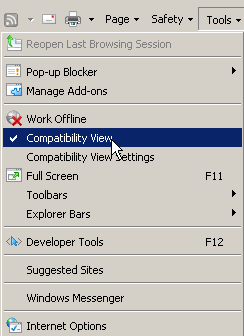 Page Safety Tools
Reopen Last Browsing Session
Pop-up Blocker
Manage Add-ons
Work Offline
Compatibility View
Compatibility View Settings
Full Screen F11
Toolbars
Explorer Bars
Developer Tools F12
Suggested Sites
Windows Messenger
Internet Options